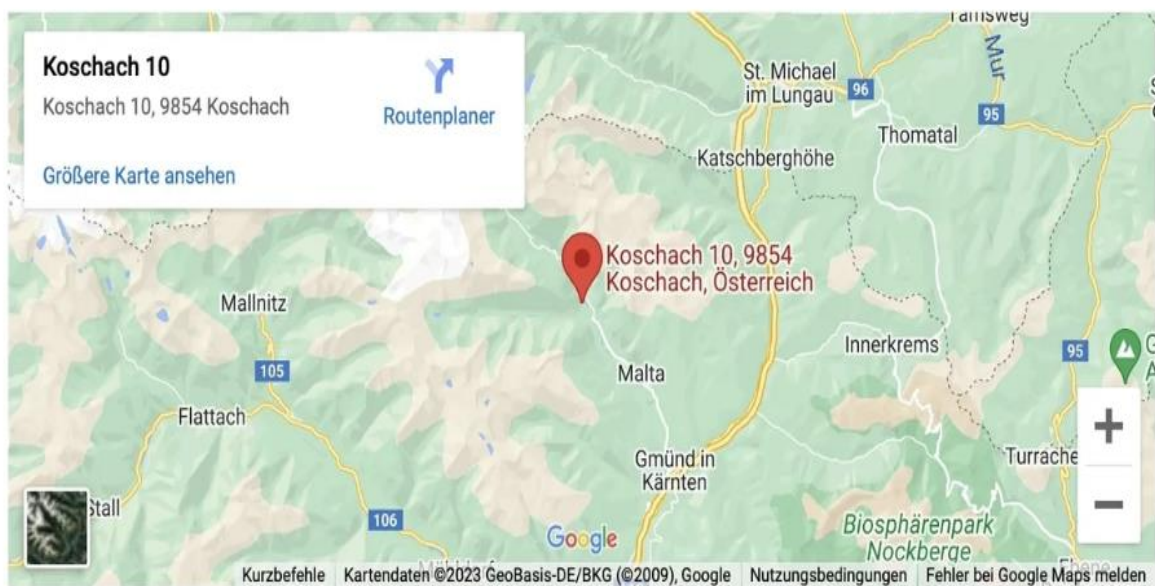 Koschach 10
Koschach 10, 9854 Koschach
Routenplaner
Größere Karte ansehen
Tamsweg
Mur
St. Michael
im Lungau
96
95
Thomatal
Katschberghöhe
Koschach 10, 9854
Koschach, Österreich
Mallnitz
105
Innerkrems
95
G
A
Malta
Flattach
Gmünd in
Kärnten
Turrache
+
−
Stall
106
Google
Biosphärenpark
Nockberge
Kurzbefehle
Kartendaten ©2023 GeoBasis-DE/BKG (©2009), Google
Nutzungsbedingungen
Fehler bei Google Maps melden